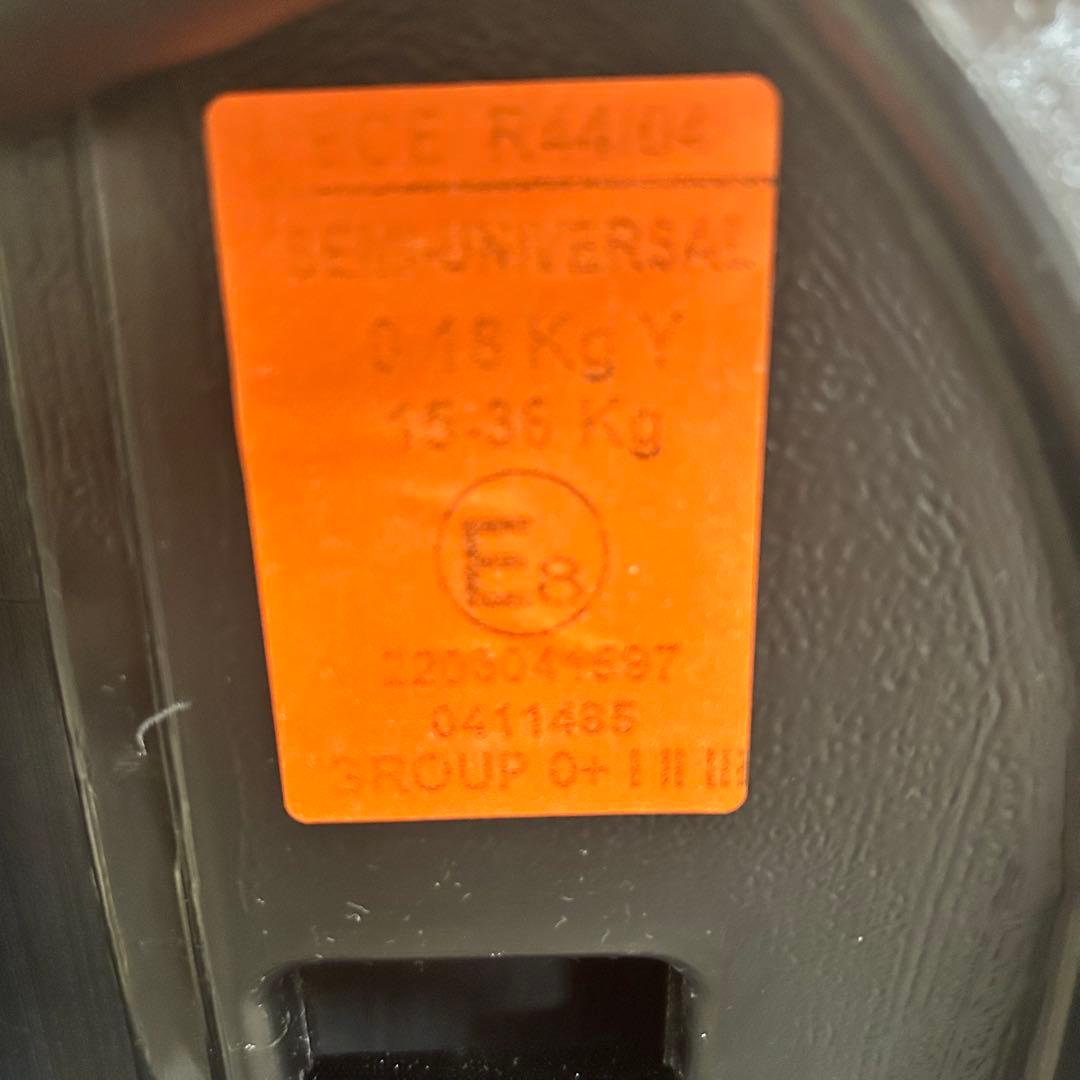 ECE R44/04
SEMI-UNIVERSAL
0-18 Kg Y
15-36 Kg
E8
0411485
GROUP 0+ I II III